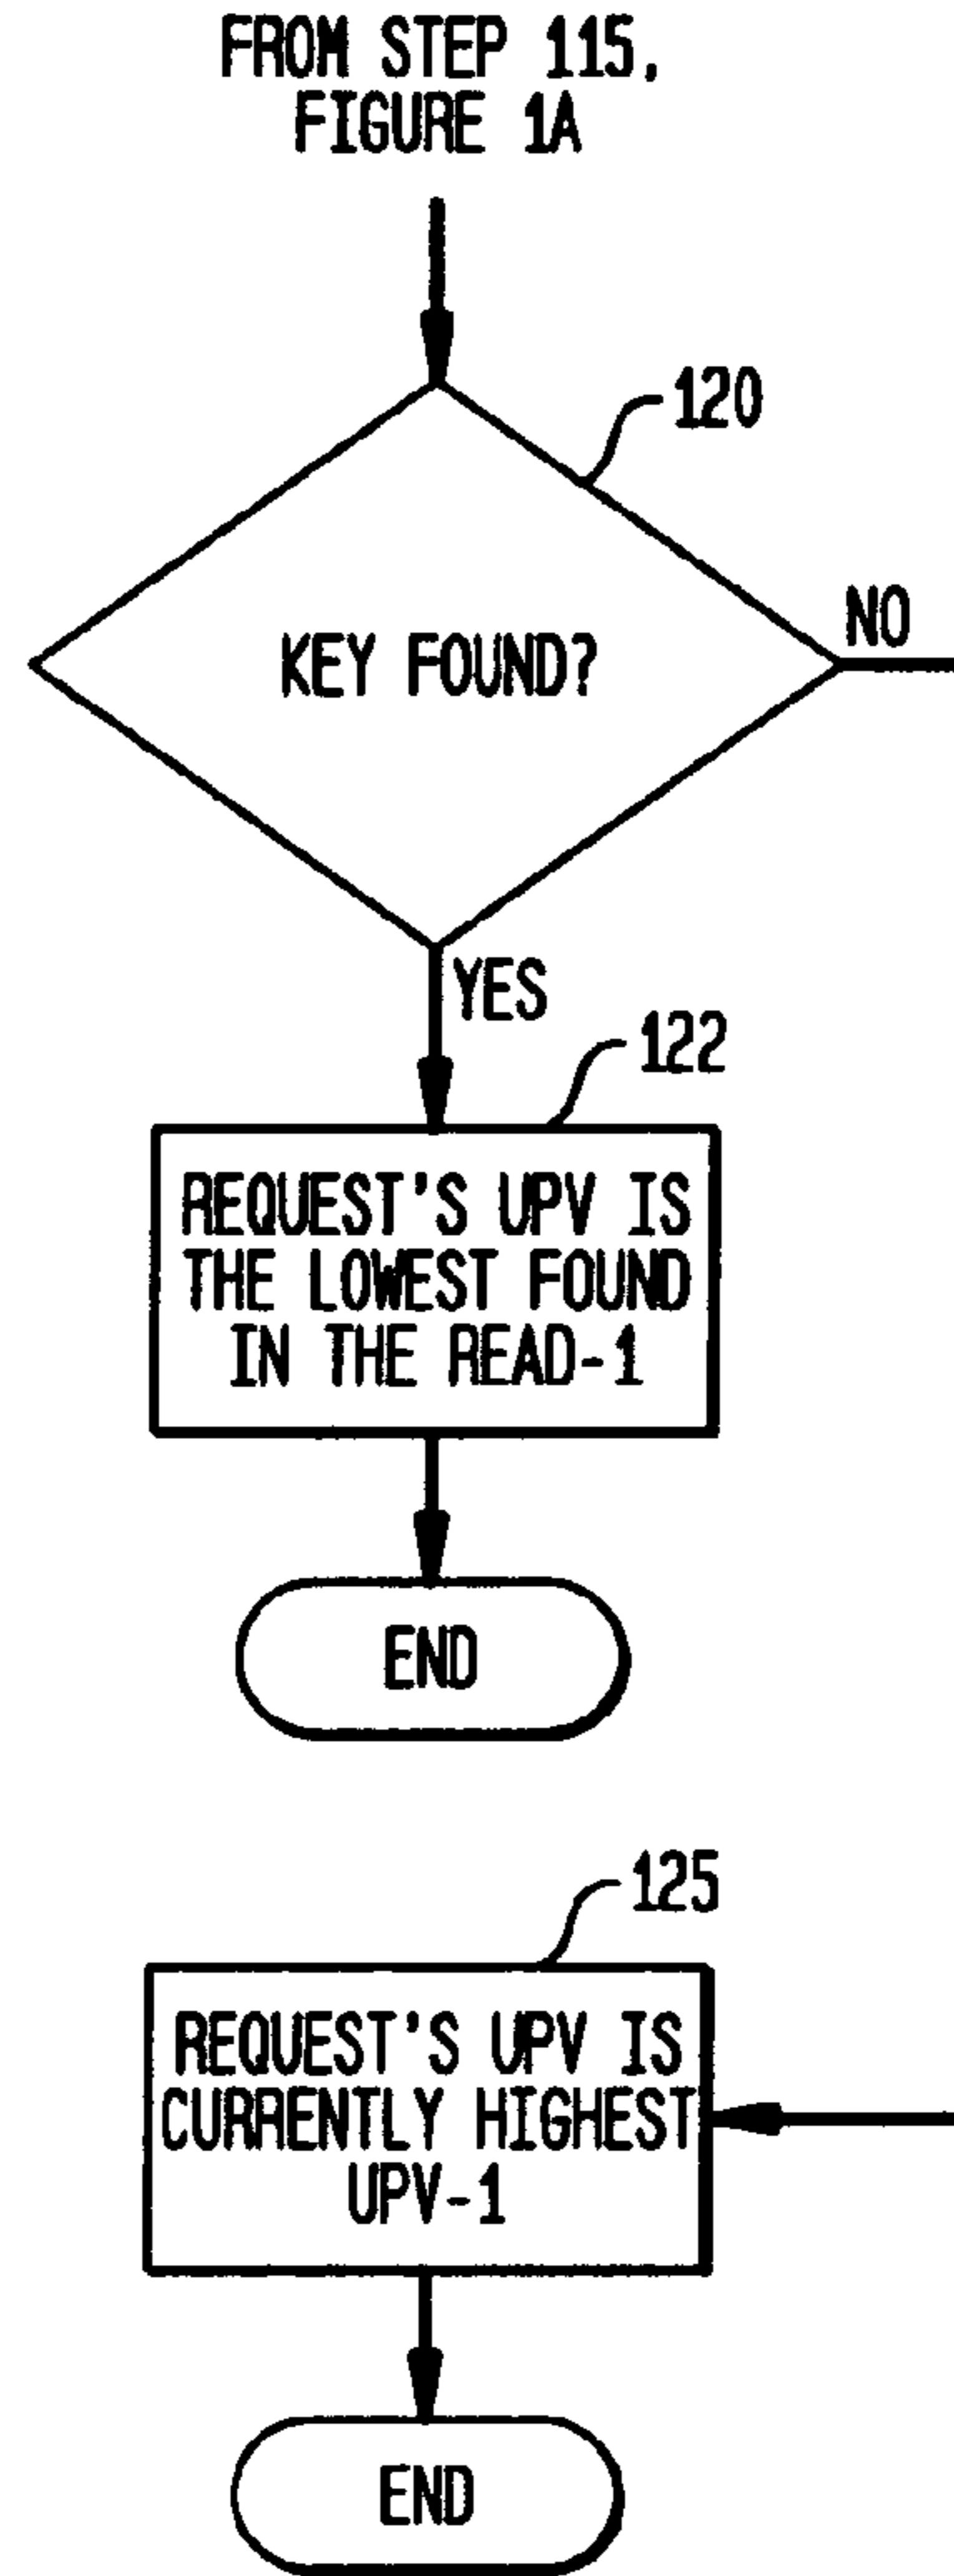 FROM STEP 115,
FIGURE 1A
120
NO
KEY FOUND?
YES
122
REQUEST'S UPV IS
THE LOWEST FOUND
IN THE READ-1
END
125
REQUEST'S UPV IS
CURRENTLY HIGHEST
UPV-1
END